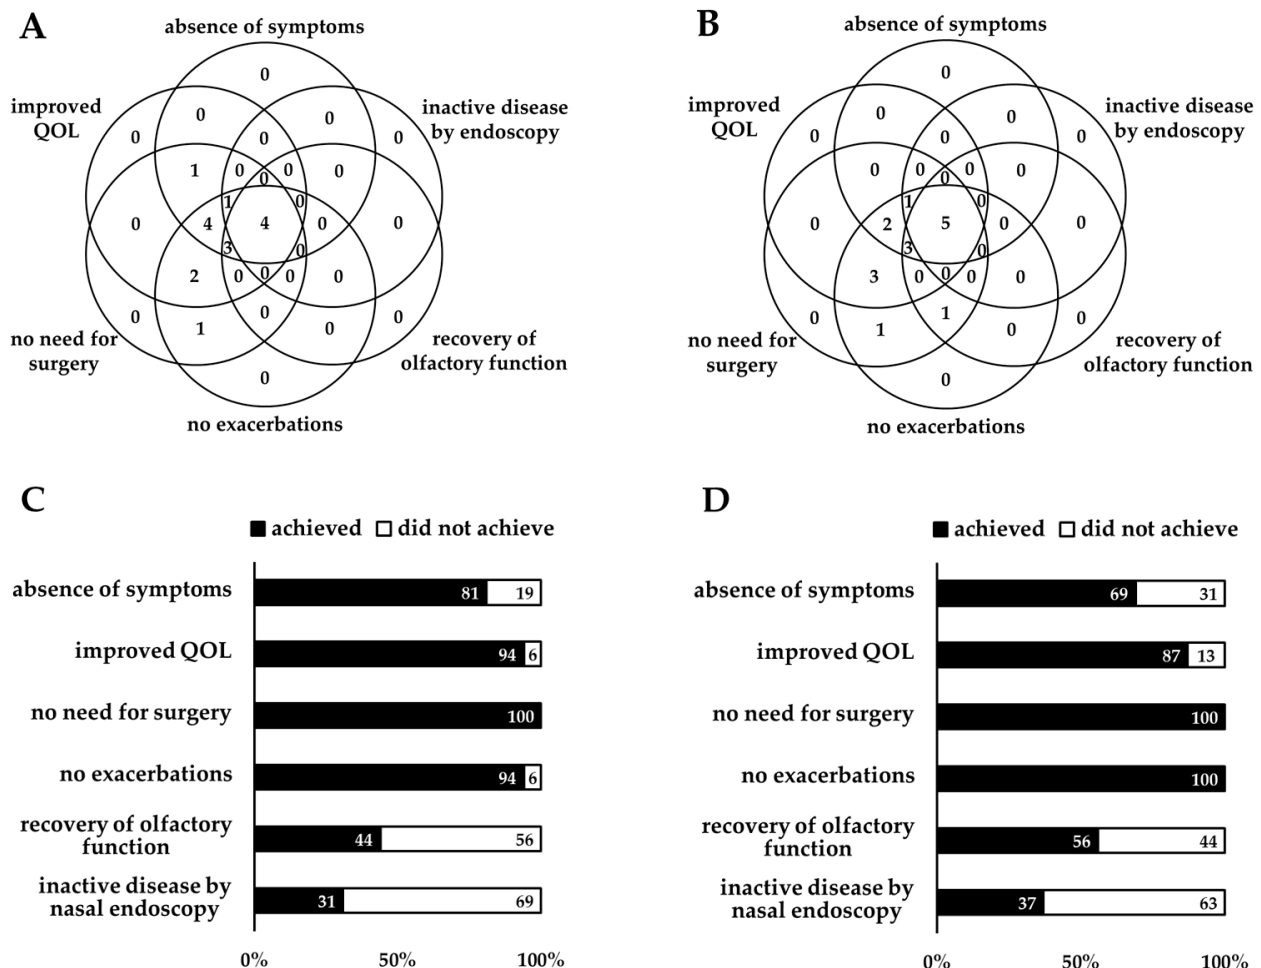 A
absence of symptoms
improved
QOL
inactive disease
by endoscopy
0
0
0
0
0
0
1
0
0
0
0
1
0
0
4
4
0
0
3
0
2
0
0
0
0
0
0
0
1
0
0
no need for
surgery
recovery of
olfactory function
no exacerbations
B
absence of symptoms
improved
QOL
inactive disease
by endoscopy
0
0
0
0
0
0
0
0
0
0
0
1
0
0
2
5
0
0
3
0
3
0
0
0
0
0
1
0
1
0
0
no need for
surgery
recovery of
olfactory function
no exacerbations
C
achieved did not achieve
absence of symptoms 81 19
improved QOL 94 6
no need for surgery 100
no exacerbations 94 6
recovery of olfactory
function 44 56
inactive disease by
nasal endoscopy 31 69
0% 50% 100%
D
achieved did not achieve
absence of symptoms 69 31
improved QOL 87 13
no need for surgery 100
no exacerbations 100
recovery of olfactory
function 56 44
inactive disease by
nasal endoscopy 37 63
0% 50% 100%